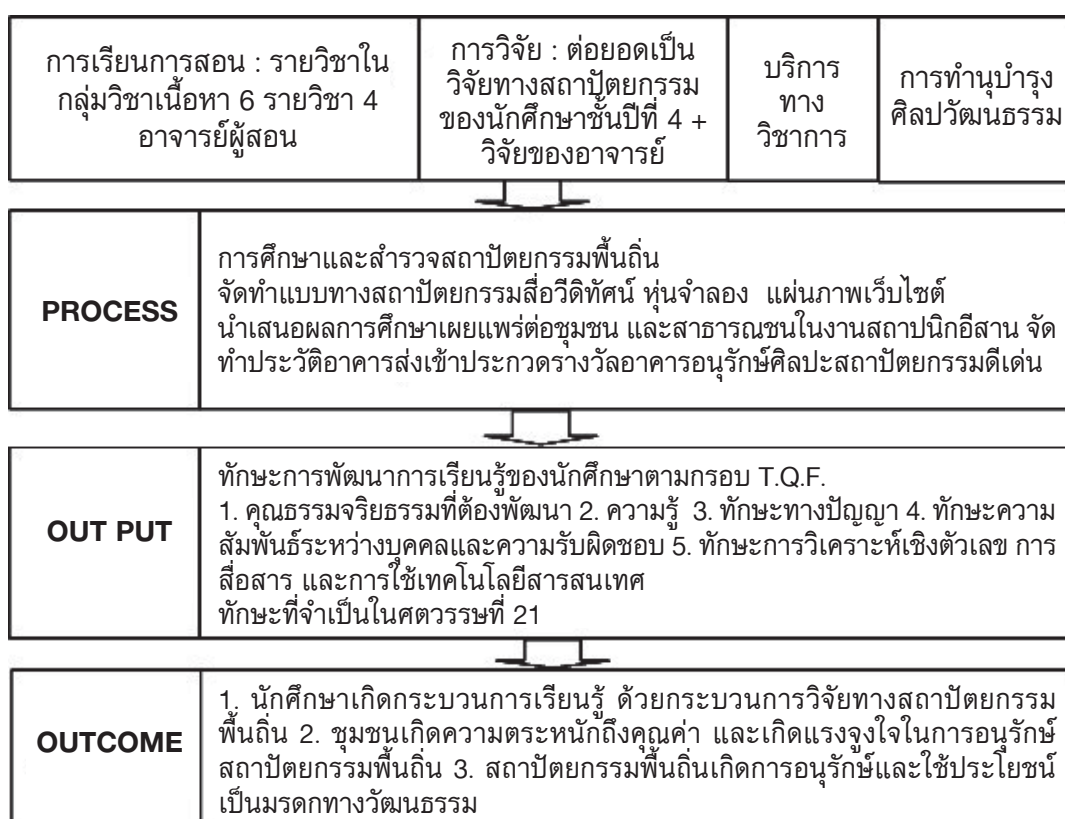 การเรียนการสอน : รายวิชาใน
กลุ่มวิชาเนื้อหา 6 รายวิชา 4
อาจารย์ผู้สอน
การวิจัย : ต่อยอดเป็น
วิจัยทางสถาปัตยกรรม
ของนักศึกษาชั้นปีที่ 4 +
วิจัยของอาจารย์
บริการ
ทาง
วิชาการ
การทำนุบำรุง
ศิลปวัฒนธรรม
PROCESS
การศึกษาและสำรวจสถาปัตยกรรมพื้นถิ่น
จัดทำแบบทางสถาปัตยกรรมสื่อวีดิทัศน์ หุ่นจำลอง แผ่นภาพเว็บไซต์
นำเสนอผลการศึกษาเผยแพร่ต่อชุมชน และสาธารณชนในงานสถาปนิกอีสาน จัด
ทำประวัติอาคารส่งเข้าประกวดรางวัลอาคารอนุรักษ์ศิลปะสถาปัตยกรรมดีเด่น
OUT PUT
ทักษะการพัฒนาการเรียนรู้ของนักศึกษาตามกรอบ T.Q.F.
1. คุณธรรมจริยธรรมที่ต้องพัฒนา 2. ความรู้ 3. ทักษะทางปัญญา 4. ทักษะความ
สัมพันธ์ระหว่างบุคคลและความรับผิดชอบ 5. ทักษะการวิเคราะห์เชิงตัวเลข การ
สื่อสาร และการใช้เทคโนโลยีสารสนเทศ
ทักษะที่จำเป็นในศตวรรษที่ 21
OUTCOME
1. นักศึกษาเกิดกระบวนการเรียนรู้ ด้วยกระบวนการวิจัยทางสถาปัตยกรรม
พื้นถิ่น 2. ชุมชนเกิดความตระหนักถึงคุณค่า และเกิดแรงจูงใจในการอนุรักษ์
สถาปัตยกรรมพื้นถิ่น 3. สถาปัตยกรรมพื้นถิ่นเกิดการอนุรักษ์และใช้ประโยชน์
เป็นมรดกทางวัฒนธรรม